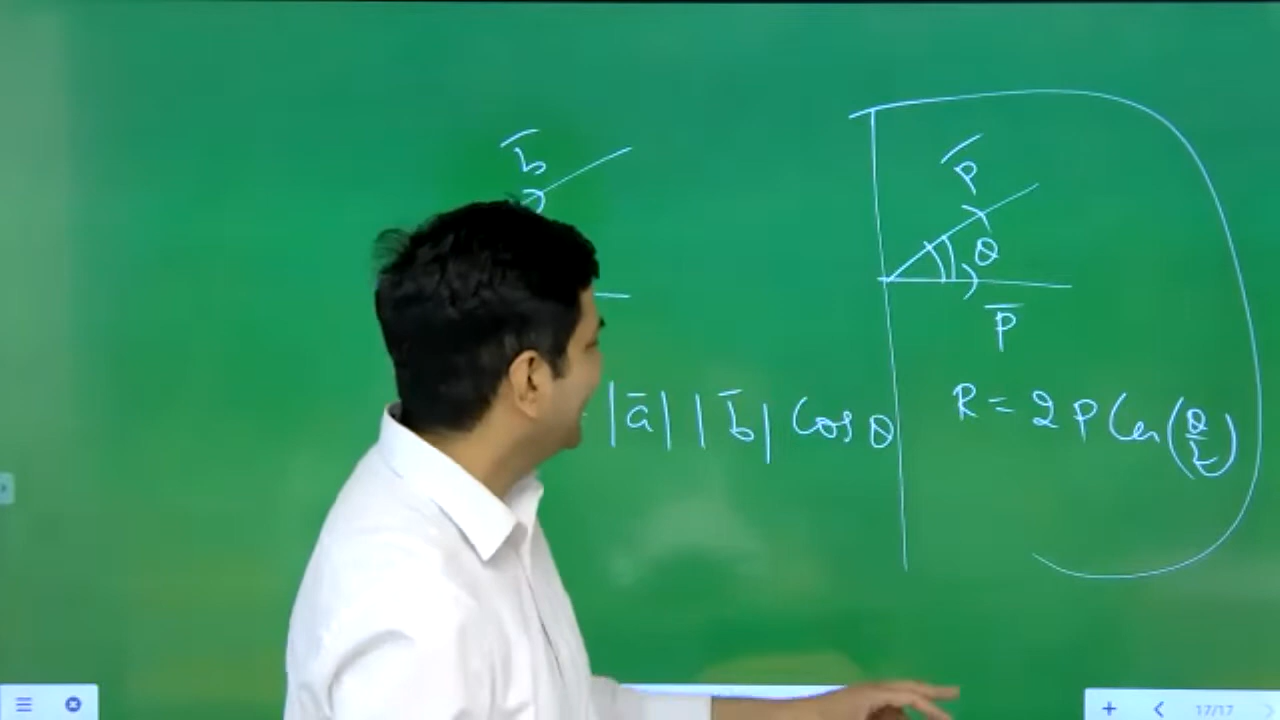 b̄
p̄
θ
p̄
|ā| |b̄| Cos θ
R = 2 P Cos (θ/2)
17/17